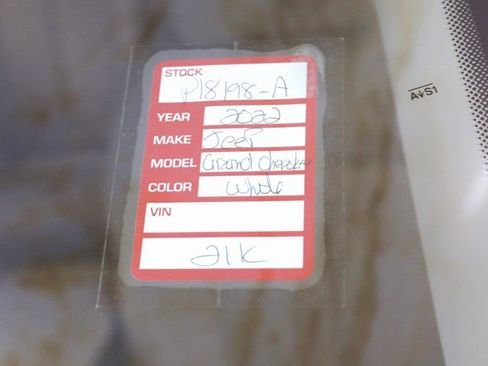 STOCK
P18198-A
YEAR 2022
MAKE Jeep
MODEL Grand Cherokee
COLOR White
VIN
21K
AS1